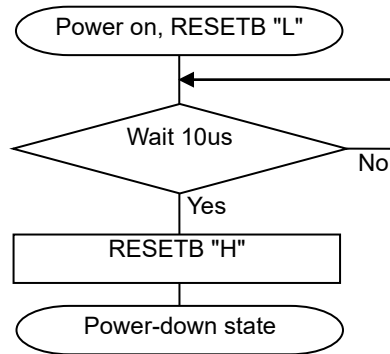 Power on, RESETB "L"
Wait 10us
No
Yes
RESETB "H"
Power-down state